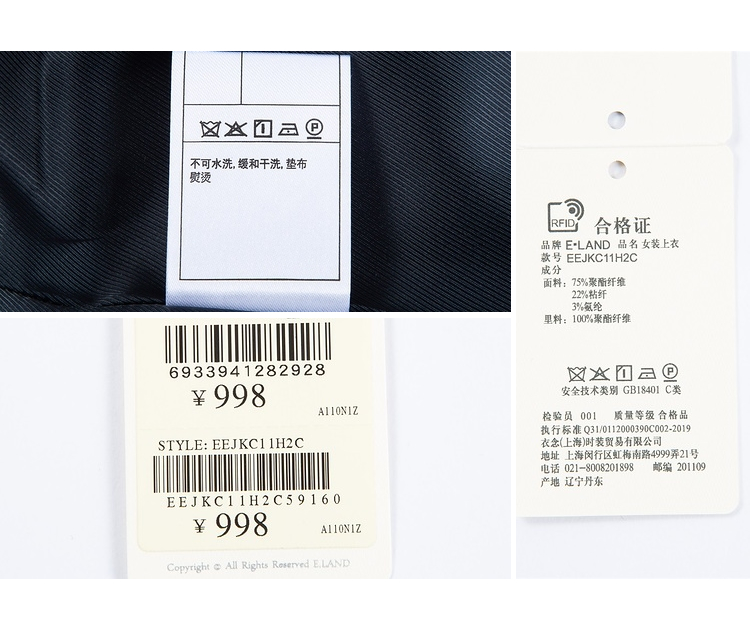 P
不可水洗,缓和干洗,垫布
熨烫
6933941282928
¥ 998
A110N1Z
STYLE: EEJKC11H2C
EEJKC11H2C59160
¥ 998
A110N1Z
Copyright © All Rights Reserved E.LAND
RFID 合格证
品牌 E•LAND 品名 女装上衣
款号 EEJKC11H2C
成分
面料: 75%聚酯纤维
22%粘纤
3%氨纶
里料: 100%聚酯纤维
P
安全技术类别 GB18401 C类
检验员 001 质量等级 合格品
执行标准 Q31/0112000390C002-2019
衣念(上海)时装贸易有限公司
地址 上海闵行区虹梅南路4999弄21号
电话 021-8008201898 邮编 201109
产地 辽宁丹东